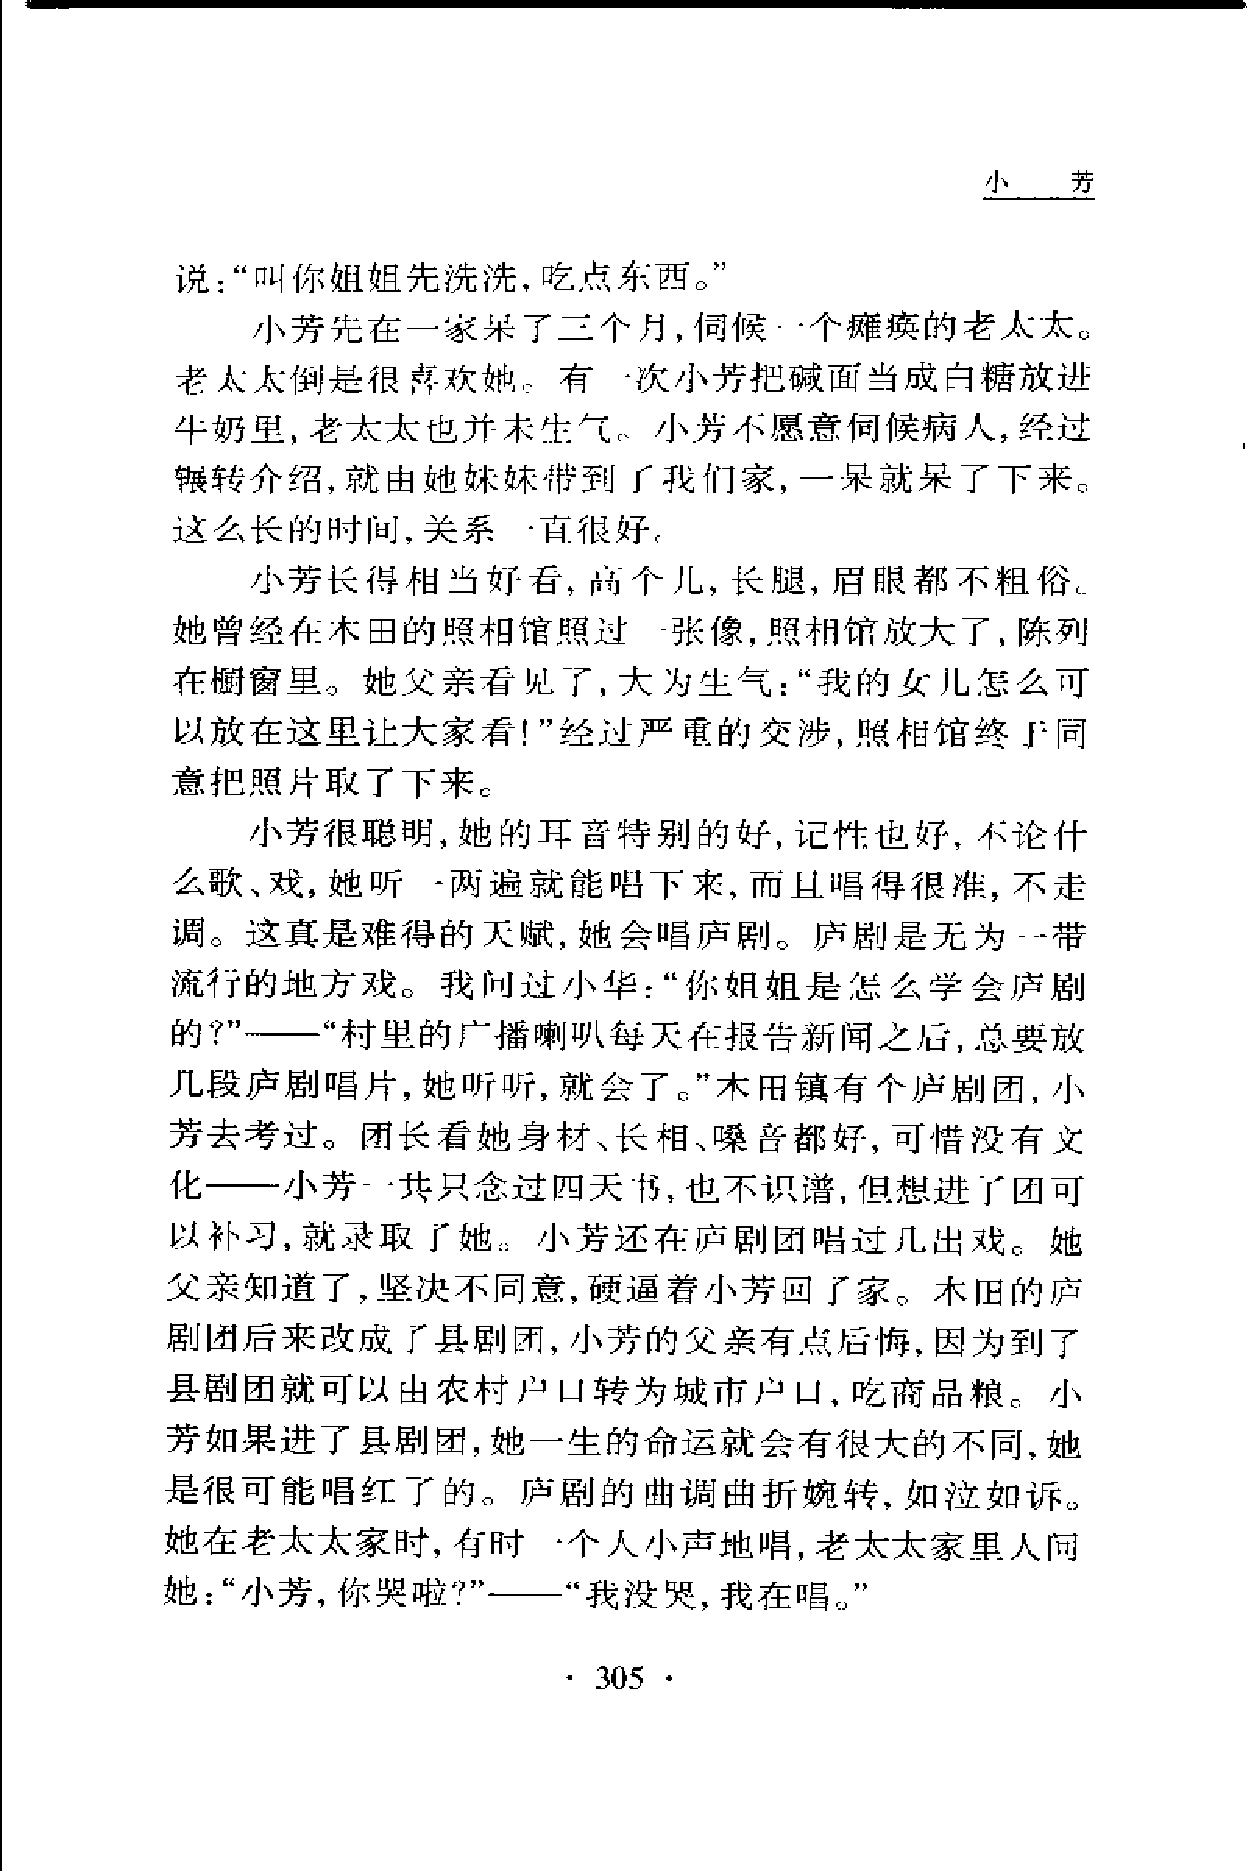 小　　芳
说：“叫你姐姐先洗洗，吃点东西。”
小芳先在一家呆了三个月，伺候一个瘫痪的老太太。
老太太倒是很喜欢她。有一次小芳把碱面当成白糖放进
牛奶里，老太太也并未生气。小芳不愿意伺候病人，经过
辗转介绍，就由她妹妹带到了我们家，一呆就呆了下来。
这么长的时间，关系一直很好。
小芳长得相当好看，高个儿，长腿，眉眼都不粗俗。
她曾经在木田的照相馆照过一张像，照相馆放大了，陈列
在橱窗里。她父亲看见了，大为生气：“我的女儿怎么可
以放在这里让大家看！”经过严重的交涉，照相馆终于同
意把照片取了下来。
小芳很聪明，她的耳音特别的好，记性也好，不论什
么歌、戏，她听一两遍就能唱下来，而且唱得很准，不走
调。这真是难得的天赋，她会唱庐剧。庐剧是无为一带
流行的地方戏。我问过小华：“你姐姐是怎么学会庐剧
的？”——“村里的广播喇叭每天在报告新闻之后，总要放
几段庐剧唱片，她听听，就会了。”木田镇有个庐剧团，小
芳去考过。团长看她身材、长相、嗓音都好，可惜没有文
化——小芳一共只念过四天书，也不识谱，但想进了团可
以补习，就录取了她。小芳还在庐剧团唱过几出戏。她
父亲知道了，坚决不同意，硬逼着小芳回了家。木田的庐
剧团后来改成了县剧团，小芳的父亲有点后悔，因为到了
县剧团就可以由农村户口转为城市户口，吃商品粮。小
芳如果进了县剧团，她一生的命运就会有很大的不同，她
是很可能唱红了的。庐剧的曲调曲折婉转，如泣如诉。
她在老太太家时，有时一个人小声地唱，老太太家里人问
她：“小芳，你哭啦？”——“我没哭，我在唱。”
· 305 ·